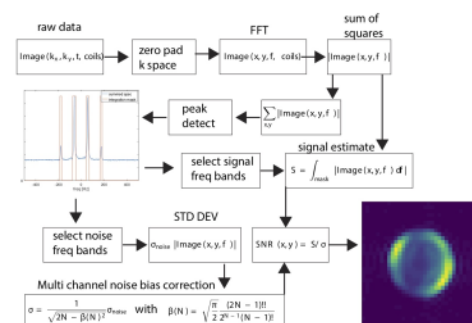 raw data
Image(kx,ky,t, coils)
zero pad
k space
FFT
Image(x,y,f, coils)
sum of
squares
|Image(x,y,f )|
peak
detect
∑x,y |Image(x,y,f )|
select signal
freq bands
signal estimate
S = ∫mask |Image(x,y,f ) df|
select noise
freq bands
STD DEV
σnoise |Image(x,y,f )|
SNR (x,y) = S/ σ
Multi channel noise bias correction
σ = 1 / √(2N - β(N)²) σnoise with β(N) = √(π/2) (2N - 1)!! / 2^(N-1)(N - 1)!